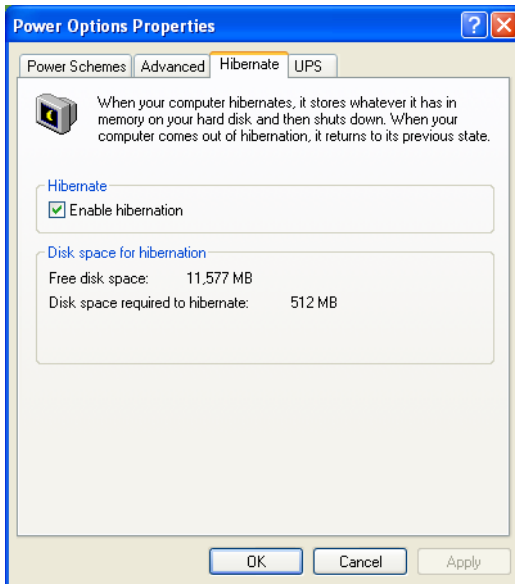 Power Options Properties
?
Power Schemes Advanced Hibernate UPS
When your computer hibernates, it stores whatever it has in
memory on your hard disk and then shuts down. When your
computer comes out of hibernation, it returns to its previous state.
Hibernate
Enable hibernation
Disk space for hibernation
Free disk space: 11,577 MB
Disk space required to hibernate: 512 MB
OK Cancel Apply